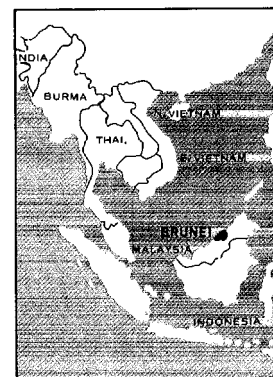 INDIA
BURMA
N. VIETNAM
THAI.
S. VIETNAM
BRUNEI
MALAYSIA
INDONESIA